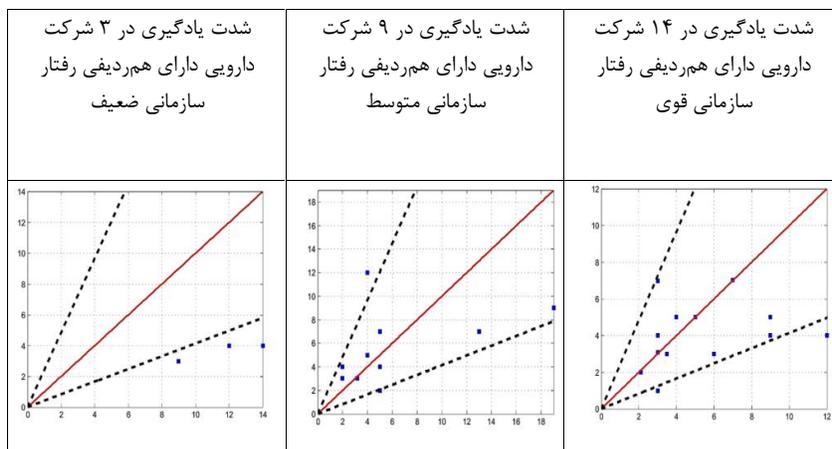 شدت یادگیری در ۱۴ شرکت
دارویی دارای هم‌ردیفی رفتار
سازمانی قوی
شدت یادگیری در ۹ شرکت
دارویی دارای هم‌ردیفی رفتار
سازمانی متوسط
شدت یادگیری در ۳ شرکت
دارویی دارای هم‌ردیفی رفتار
سازمانی ضعیف
12
10
8
6
4
2
0
0 2 4 6 8 10 12
18
16
14
12
10
8
6
4
2
0
0 2 4 6 8 10 12 14 16 18
14
12
10
8
6
4
2
0
0 2 4 6 8 10 12 14